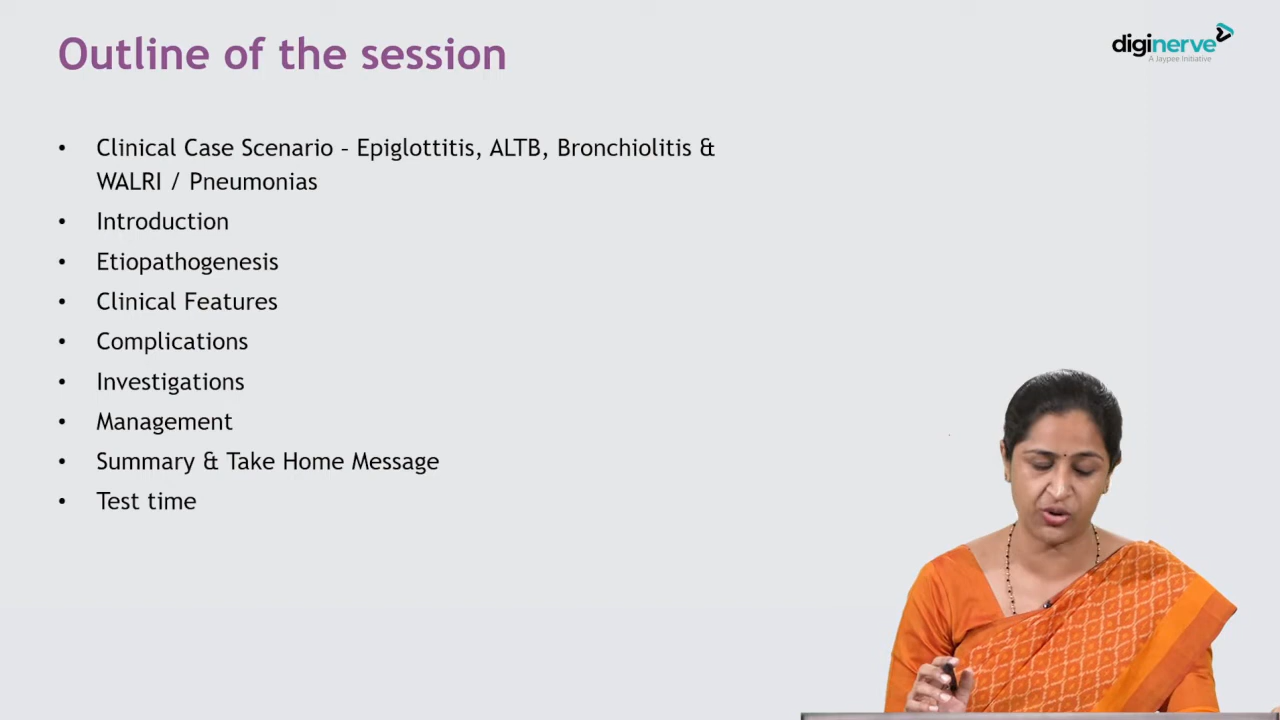 Outline of the session
diginerve
A Jaypee Initiative
• Clinical Case Scenario – Epiglottitis, ALTB, Bronchiolitis &
WALRI / Pneumonias
• Introduction
• Etiopathogenesis
• Clinical Features
• Complications
• Investigations
• Management
• Summary & Take Home Message
• Test time